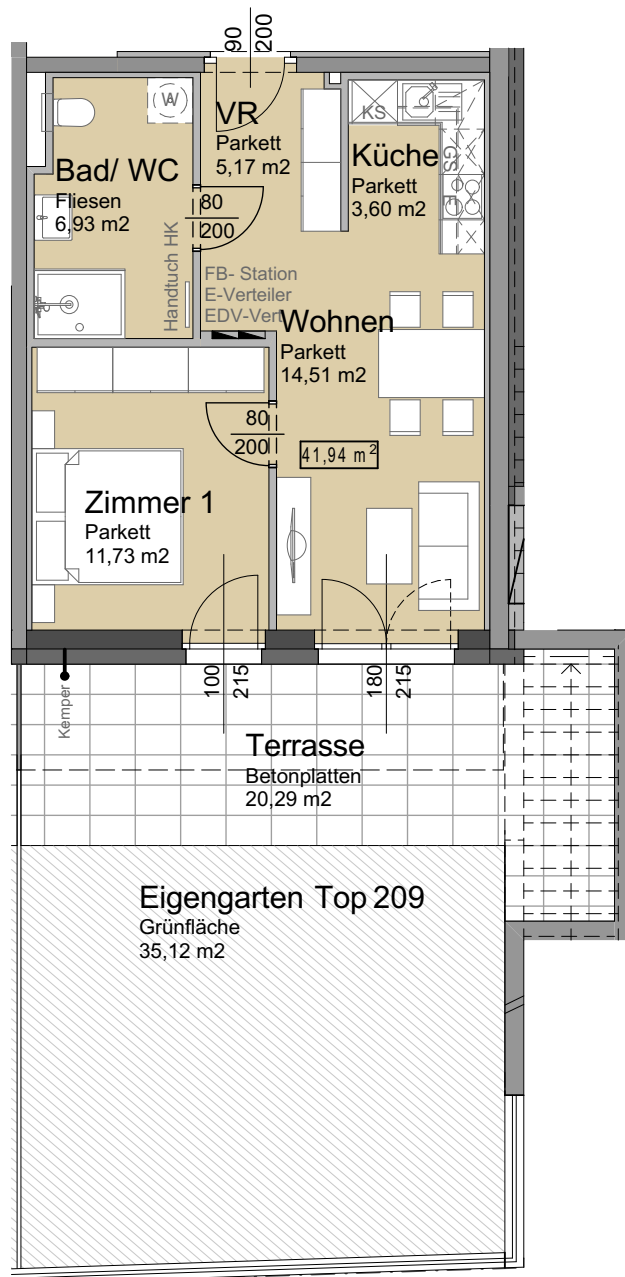 90
200
W
VR
Parkett
5,17 m2
KS
Küche
Parkett
3,60 m2
GS
E
Bad/ WC
Fliesen
6,93 m2
80
200
Handtuch HK
FB- Station
E-Verteiler
EDV-Vert
Wohnen
Parkett
14,51 m2
80
200
41,94 m²
Zimmer 1
Parkett
11,73 m2
100
215
180
215
Kemper
Terrasse
Betonplatten
20,29 m2
Eigengarten Top 209
Grünfläche
35,12 m2